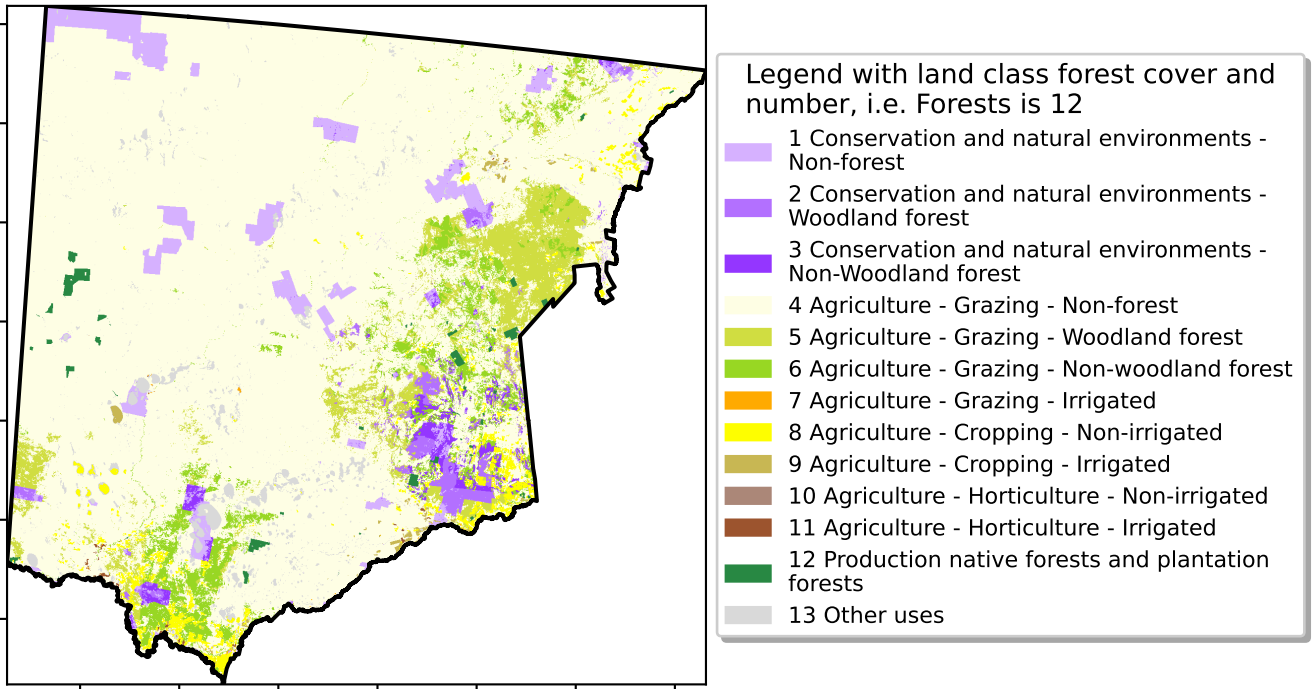 Legend with land class forest cover and
number, i.e. Forests is 12
1 Conservation and natural environments -
Non-forest
2 Conservation and natural environments -
Woodland forest
3 Conservation and natural environments -
Non-Woodland forest
4 Agriculture - Grazing - Non-forest
5 Agriculture - Grazing - Woodland forest
6 Agriculture - Grazing - Non-woodland forest
7 Agriculture - Grazing - Irrigated
8 Agriculture - Cropping - Non-irrigated
9 Agriculture - Cropping - Irrigated
10 Agriculture - Horticulture - Non-irrigated
11 Agriculture - Horticulture - Irrigated
12 Production native forests and plantation
forests
13 Other uses